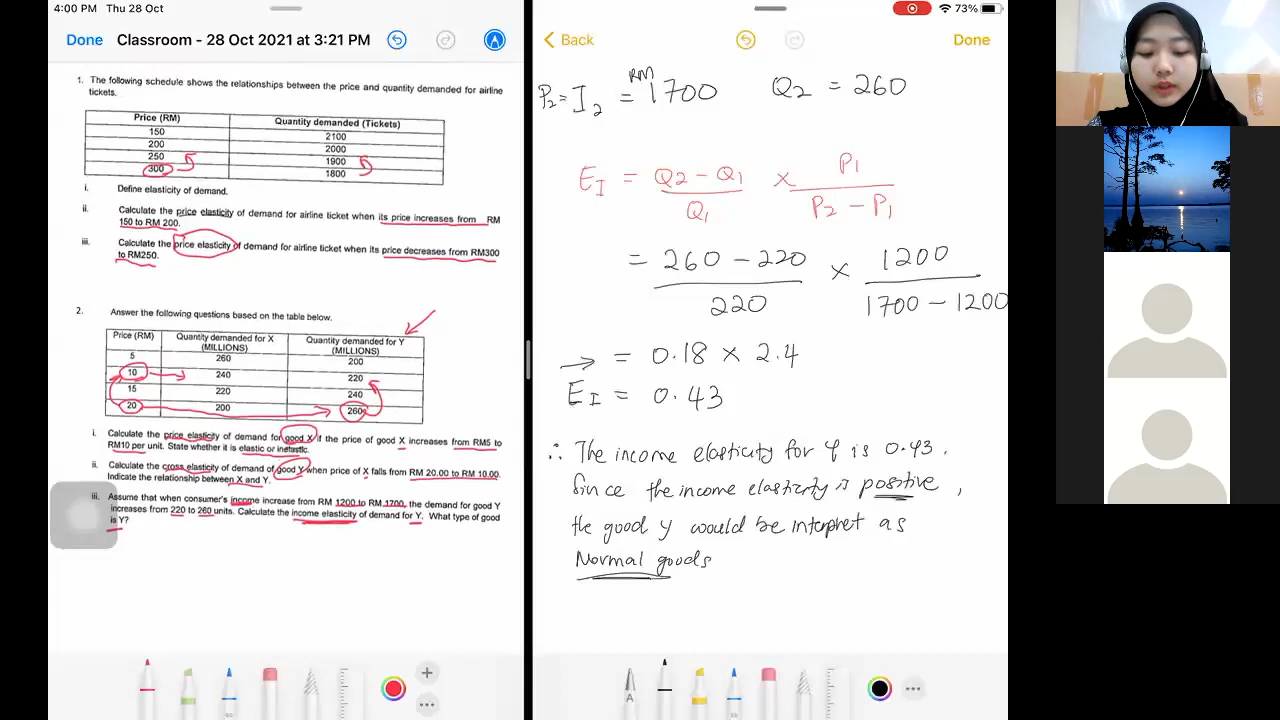 4:00 PM Thu 28 Oct
73%
Done Classroom - 28 Oct 2021 at 3:21 PM
Back Done
1. The following schedule shows the relationships between the price and quantity demanded for airline
tickets.
Price (RM) Quantity demanded (Tickets)
150 2100
200 2000
250 1900
300 1800
i. Define elasticity of demand.
ii. Calculate the price elasticity of demand for airline ticket when its price increases from RM
150 to RM 200.
iii. Calculate the price elasticity of demand for airline ticket when its price decreases from RM300
to RM250.
2. Answer the following questions based on the table below.
Price (RM) Quantity demanded for X Quantity demanded for Y
(MILLIONS) (MILLIONS)
5 260 200
10 240 220
15 220 240
20 200 260
i. Calculate the price elasticity of demand for good X if the price of good X increases from RM5 to
RM10 per unit. State whether it is elastic or inelastic.
ii. Calculate the cross elasticity of demand of good Y when price of X falls from RM 20.00 to RM 10.00.
Indicate the relationship between X and Y.
iii. Assume that when consumer's income increase from RM 1200 to RM 1700, the demand for good Y
increases from 220 to 260 units. Calculate the income elasticity of demand for Y. What type of good
is Y?
P2 = I2 = RM 1700 Q2 = 260
EI = Q2 - Q1 × P1
Q1 P2 - P1
= 260 - 220 × 1200
220 1700 - 1200
→ = 0.18 × 2.4
EI = 0.43
∴ The income elasticity for Y is 0.43.
Since the income elasticity is positive,
the good y would be interpret as
Normal goods